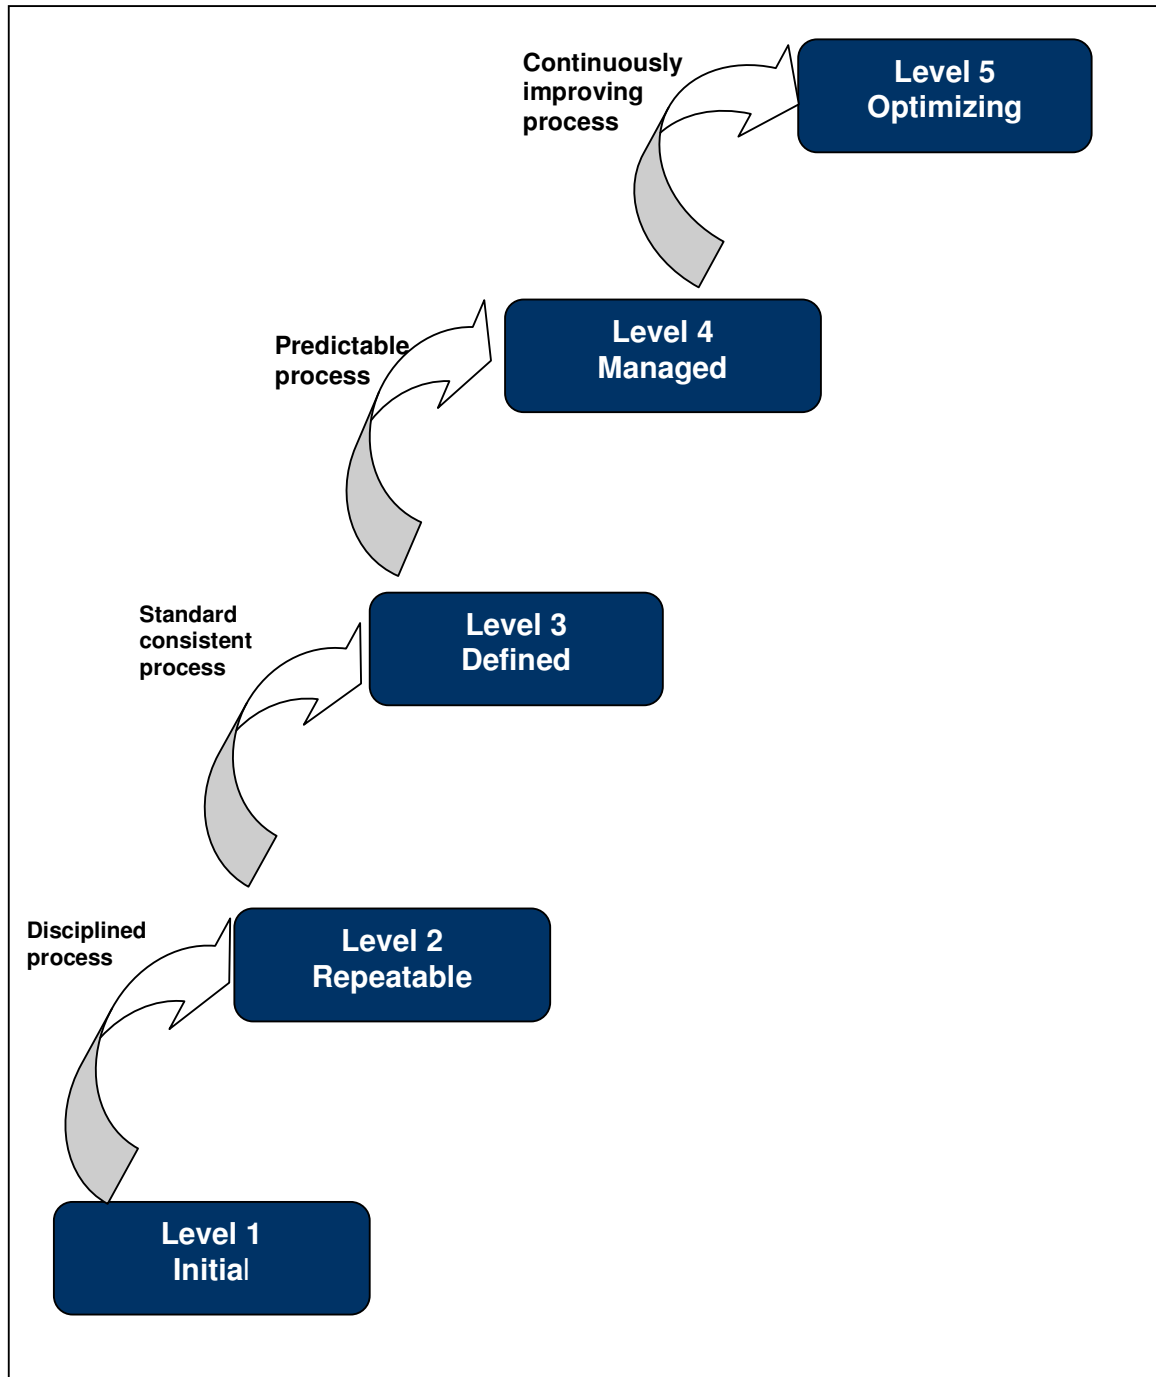 Continuously
improving
process
Level 5
Optimizing
Predictable
process
Level 4
Managed
Standard
consistent
process
Level 3
Defined
Disciplined
process
Level 2
Repeatable
Level 1
Initial